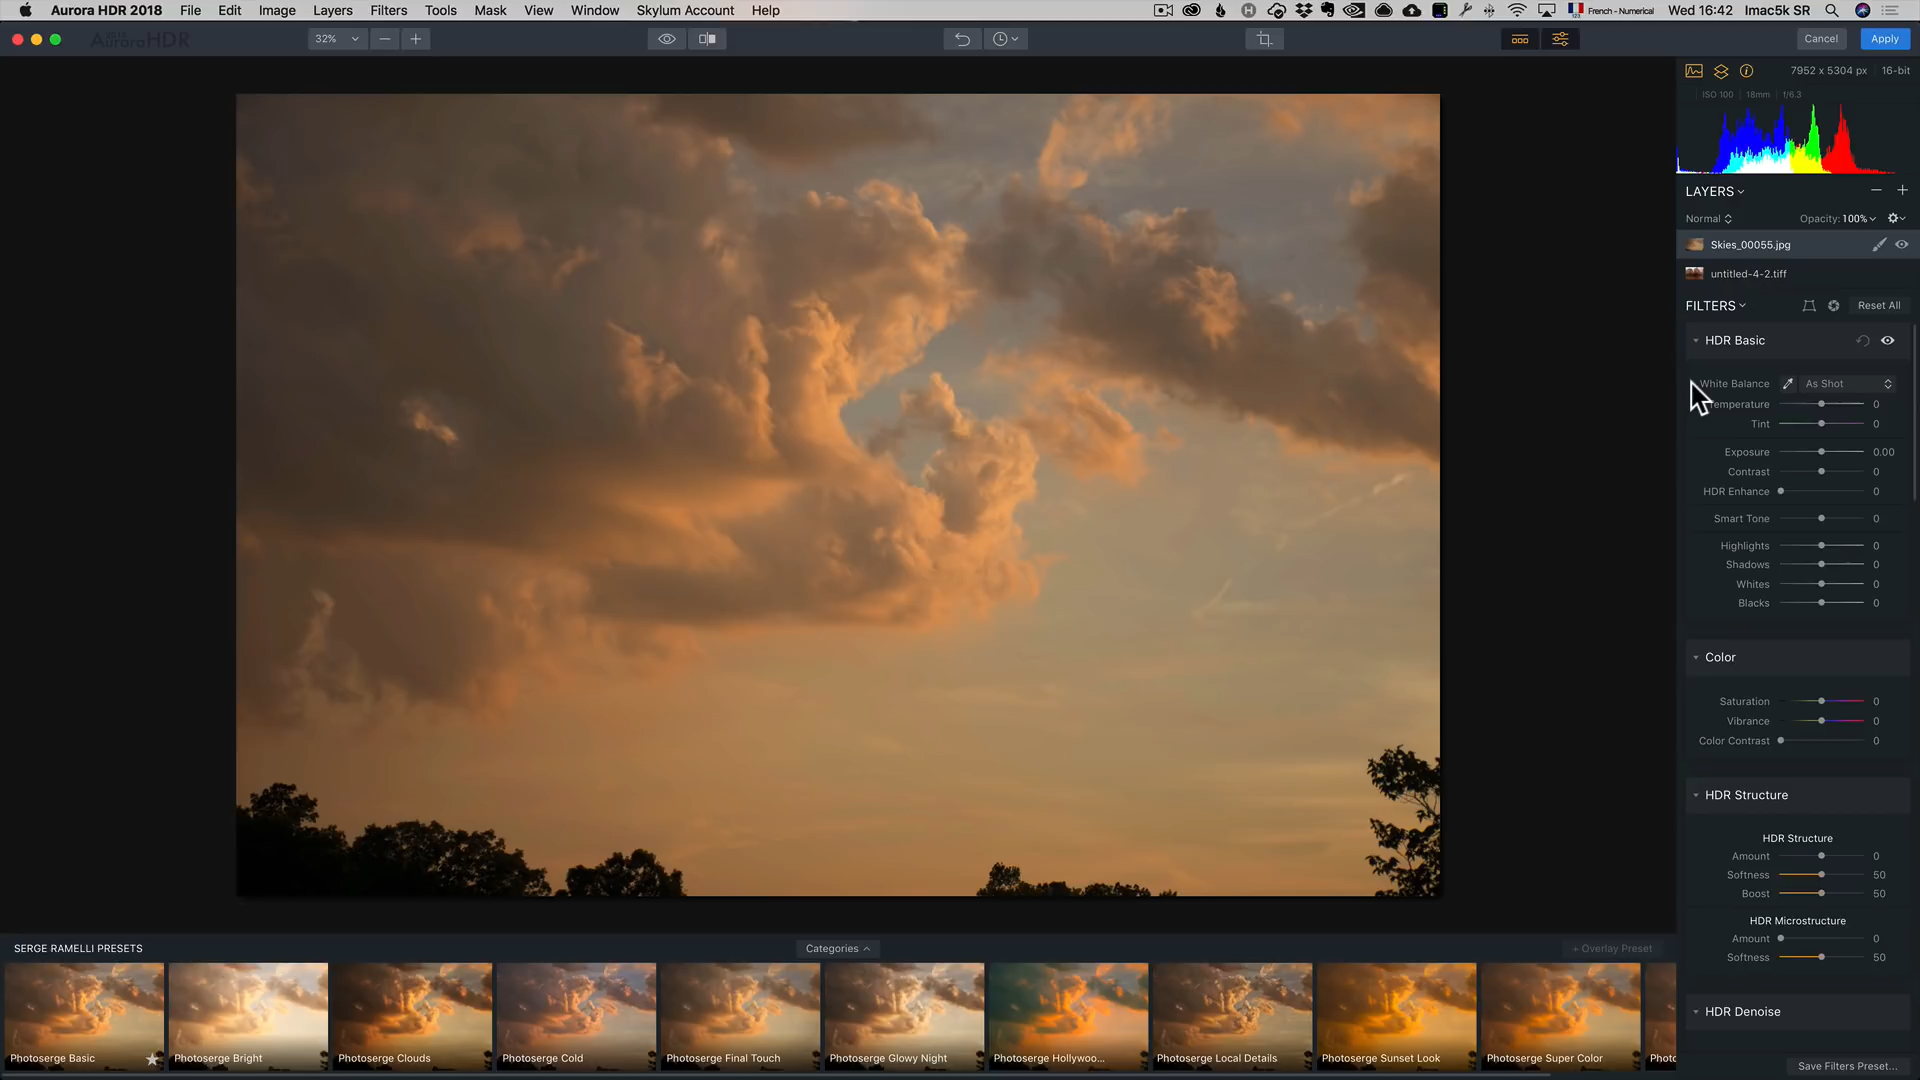 Aurora HDR 2018 File Edit Image Layers Filters Tools Mask View Window Skylum Account Help French - Numerical Wed 16:42 Imac5k SR
AuroraHDR 32% Cancel Apply
7952 x 5304 px 16-bit
ISO 100 18mm f/6.3
LAYERS
Normal Opacity: 100%
Skies_00055.jpg
untitled-4-2.tiff
FILTERS Reset All
HDR Basic
White Balance As Shot
Temperature 0
Tint 0
Exposure 0.00
Contrast 0
HDR Enhance 0
Smart Tone 0
Highlights 0
Shadows 0
Whites 0
Blacks 0
Color
Saturation 0
Vibrance 0
Color Contrast 0
HDR Structure
HDR Structure
Amount 0
Softness 50
Boost 50
HDR Microstructure
Amount 0
Softness 50
HDR Denoise
Save Filters Preset...
SERGE RAMELLI PRESETS Categories + Overlay Preset
Photoserge Basic Photoserge Bright Photoserge Clouds Photoserge Cold Photoserge Final Touch Photoserge Glowy Night Photoserge Hollywoo... Photoserge Local Details Photoserge Sunset Look Photoserge Super Color Photo